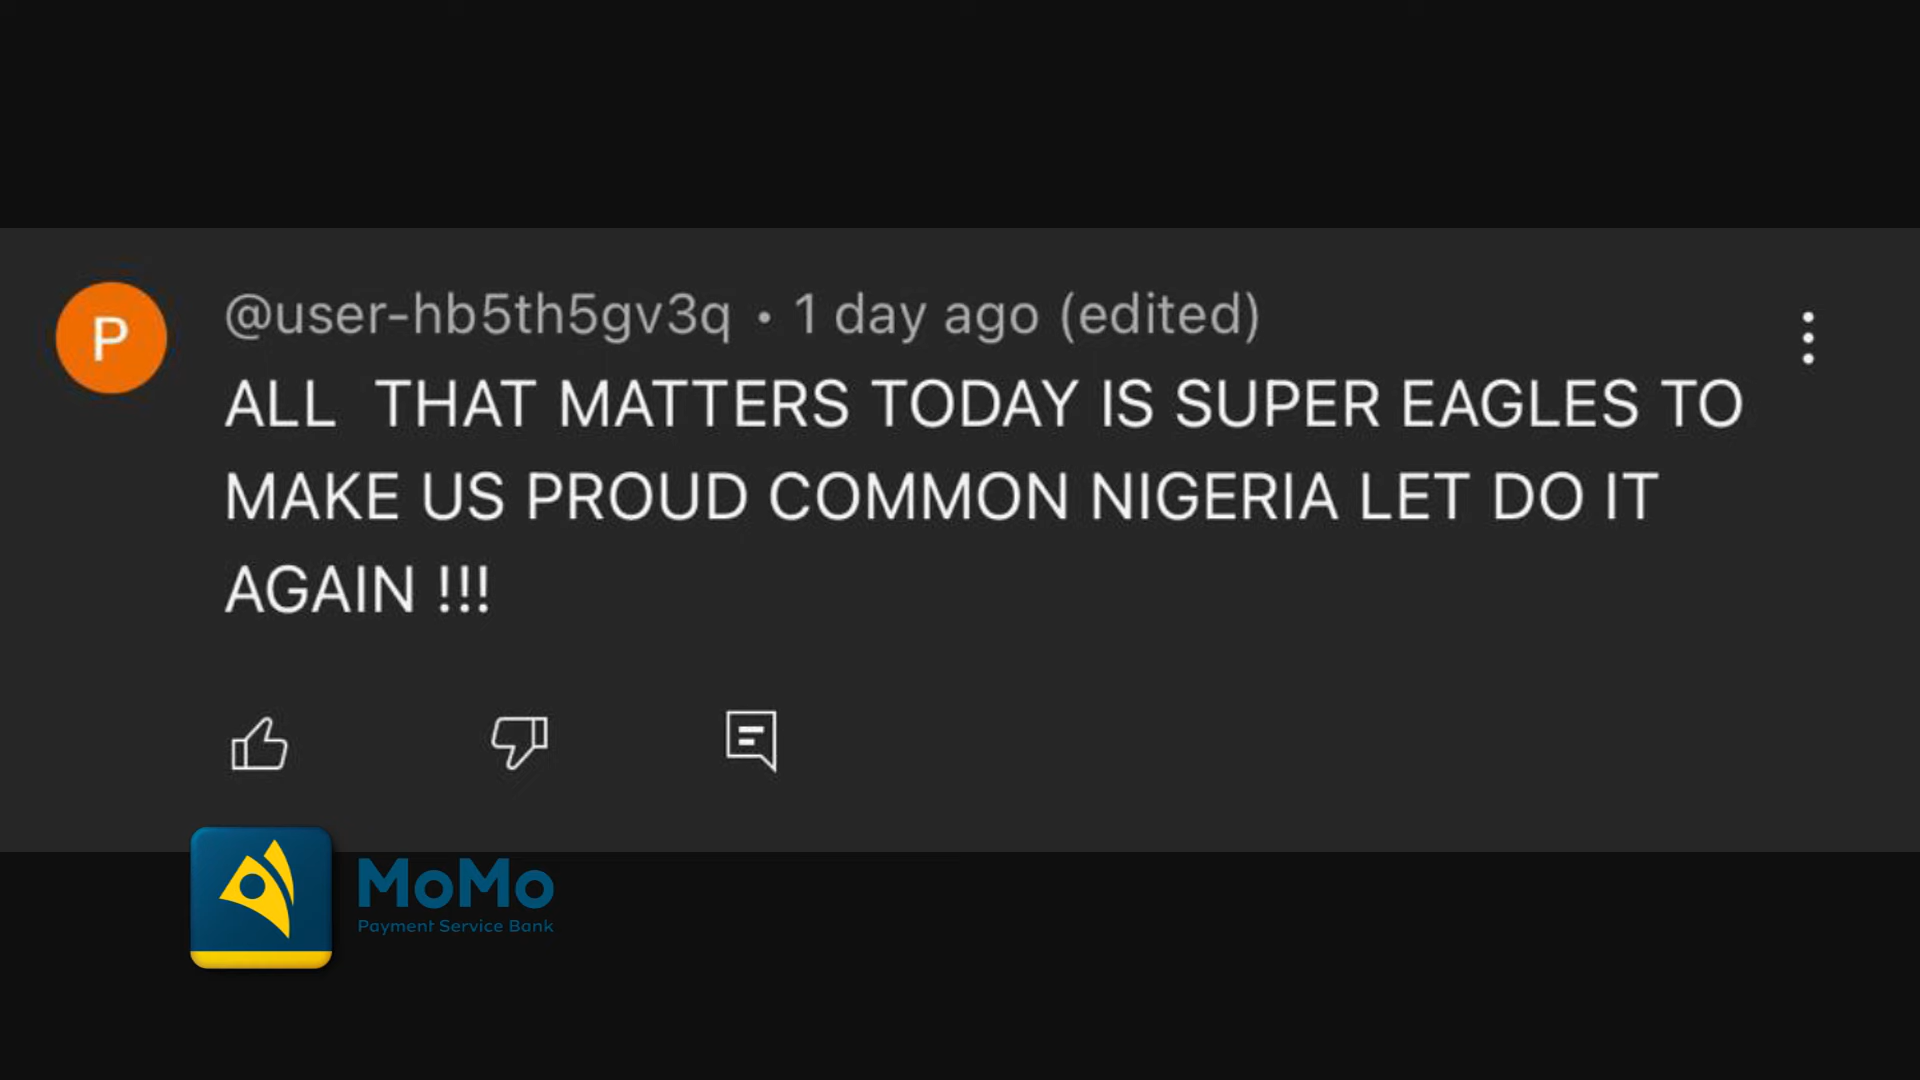 P
@user-hb5th5gv3q • 1 day ago (edited)
ALL  THAT MATTERS TODAY IS SUPER EAGLES TO
MAKE US PROUD COMMON NIGERIA LET DO IT
AGAIN !!!
MoMo
Payment Service Bank